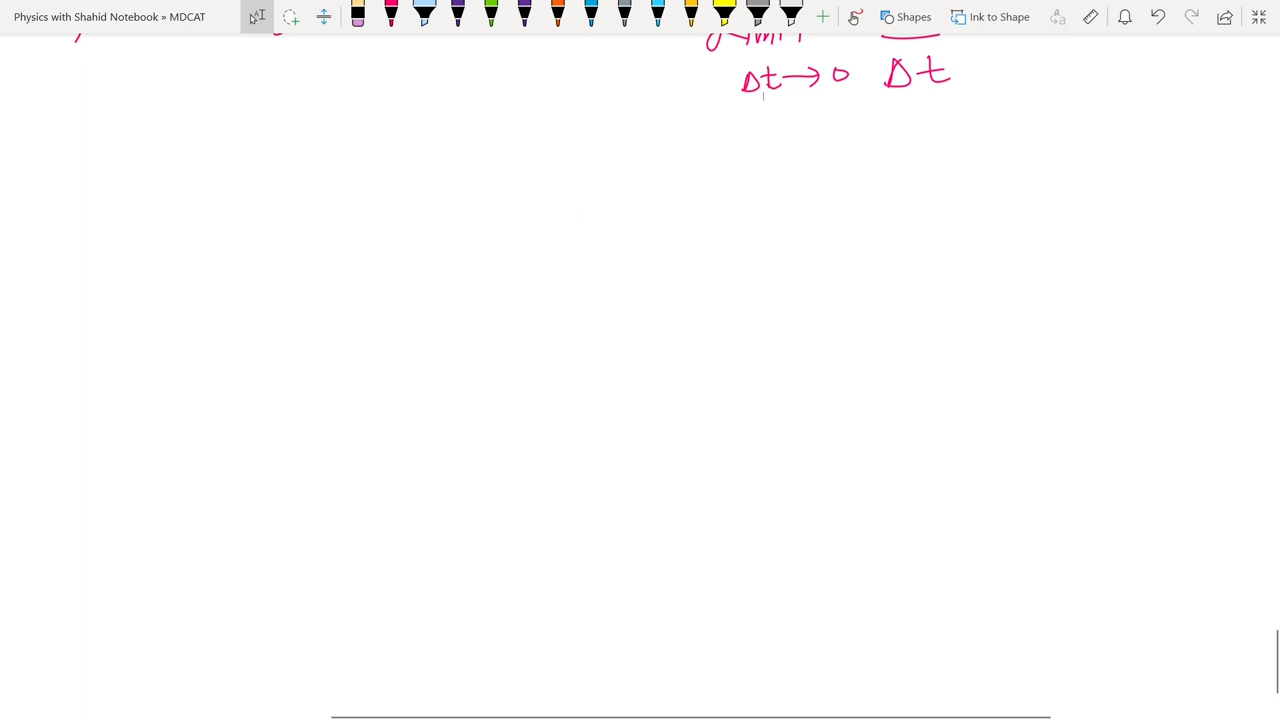 Physics with Shahid Notebook » MDCAT
Shapes
Ink to Shape
Δt→0 Δt